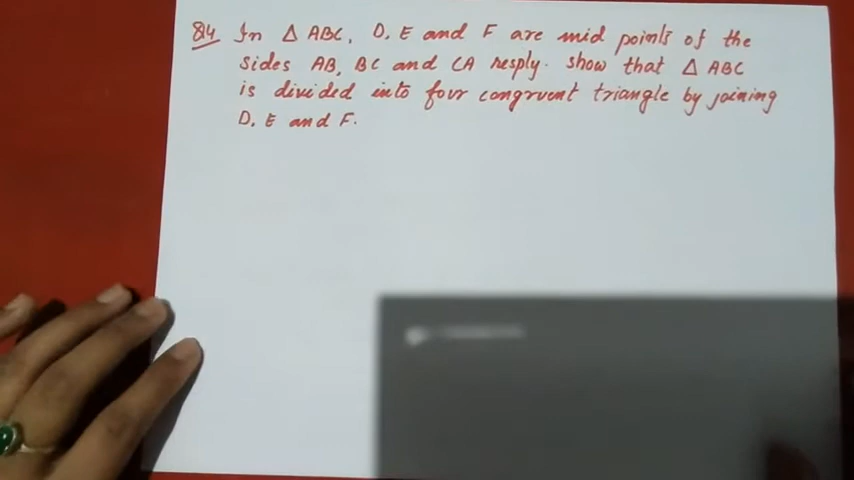 Q14 In Δ ABC, D, E and F are mid points of the
sides AB, BC and CA resply. show that Δ ABC
is divided into four congruent triangle by joining
D, E and F.